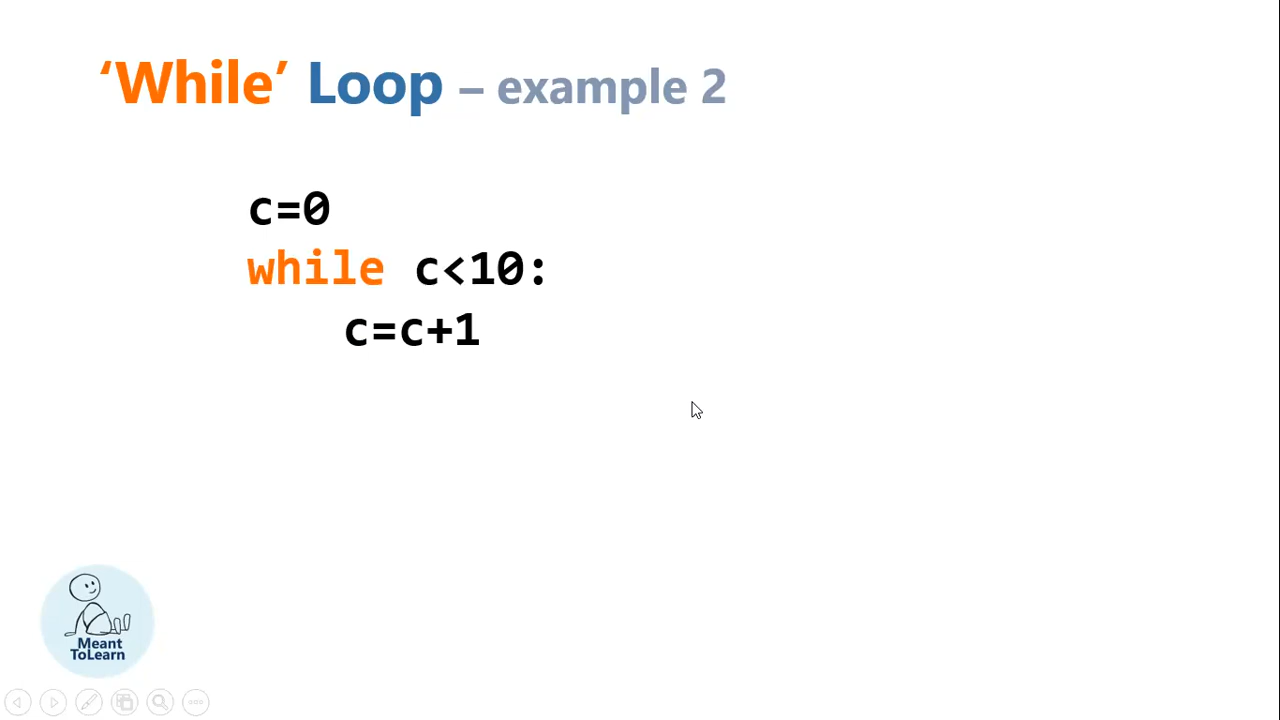 ‘While’ Loop – example 2
c=0
while c<10:
    c=c+1
Meant
ToLearn